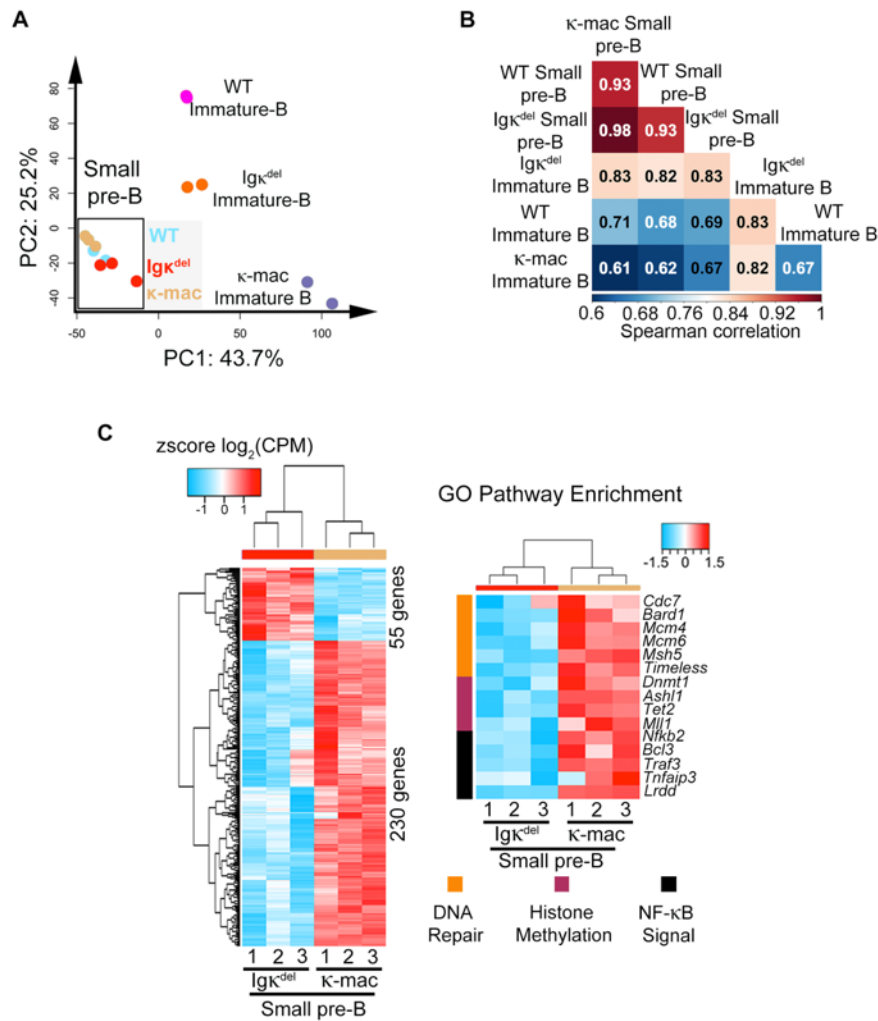 A
WT
Immature-B
Igκdel
Immature-B
Small
pre-B
WT
Igκdel
κ-mac
κ-mac
Immature B
80
60
40
20
0
-20
-40
PC2: 25.2%
-50
0
50
100
PC1: 43.7%
B
κ-mac Small
pre-B
WT Small
pre-B
0.93
WT Small
pre-B
Igκdel Small
pre-B
0.98
0.93
Igκdel Small
pre-B
Igκdel
Immature B
0.83
0.82
0.83
Igκdel
Immature B
WT
Immature B
0.71
0.68
0.69
0.83
WT
Immature B
κ-mac
Immature B
0.61
0.62
0.67
0.82
0.67
0.6
0.68
0.76
0.84
0.92
1
Spearman correlation
C
zscore log2(CPM)
-1
0
1
55 genes
230 genes
1 2 3 1 2 3
Igκdel κ-mac
Small pre-B
GO Pathway Enrichment
-1.5
0
1.5
Cdc7
Bard1
Mcm4
Mcm6
Msh5
Timeless
Dnmt1
Ashl1
Tet2
Mll1
Nfkb2
Bcl3
Traf3
Tnfaip3
Lrdd
1 2 3 1 2 3
Igκdel κ-mac
Small pre-B
DNA
Repair
Histone
Methylation
NF-κB
Signal